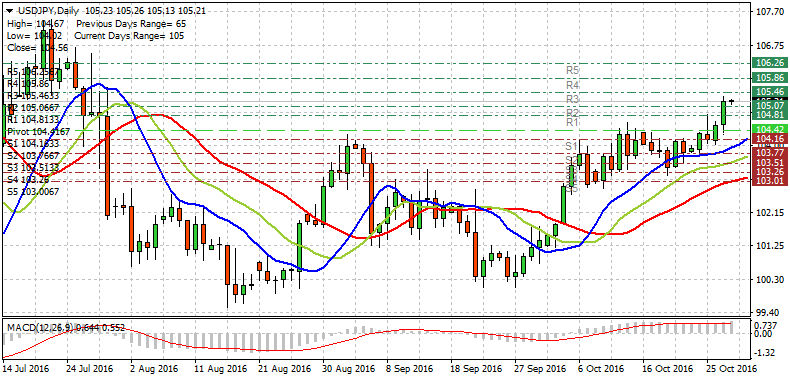 USDJPY,Daily 105.23 105.26 105.13 105.21
High= 104.67 Previous Days Range= 65
Low= 104.02 Current Days Range= 105
Close= 104.56
R5 106.2567
R4 105.86
R3 105.4633
R2 105.0667
R1 104.8133
Pivot 104.4167
S1 104.1633
S2 103.7667
S3 103.5133
S4 103.26
S5 103.0067
R5
R4
R3
R2
R1
S1
107.70
106.75
106.26
105.86
105.46
105.07
104.81
104.42
104.16
103.77
103.51
103.26
103.01
102.15
101.25
100.30
99.40
MACD(12,26,9) 0.644 0.552
0.737
0.00
-1.32
14 Jul 2016 24 Jul 2016 2 Aug 2016 11 Aug 2016 21 Aug 2016 30 Aug 2016 8 Sep 2016 18 Sep 2016 27 Sep 2016 6 Oct 2016 16 Oct 2016 25 Oct 2016